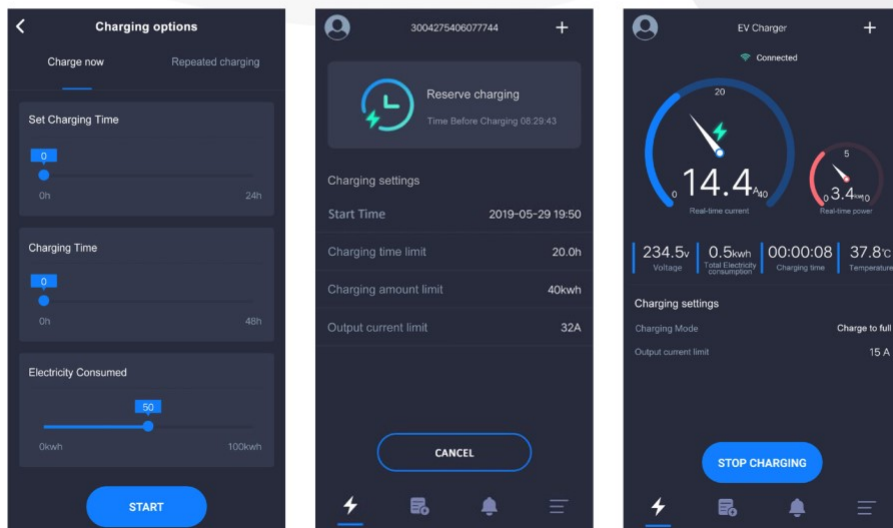 Charging options
Charge now Repeated charging
Set Charging Time
0
0h 24h
Charging Time
0
0h 48h
Electricity Consumed
50
0kwh 100kwh
START
3004275406077744 +
Reserve charging
Time Before Charging 08:29:43
Charging settings
Start Time 2019-05-29 19:50
Charging time limit 20.0h
Charging amount limit 40kwh
Output current limit 32A
CANCEL
EV Charger +
Connected
20
0 14.4A 40
Real-time current
5
0 3.4kw 10
Real-time power
234.5v 0.5kwh 00:00:08 37.8°C
Voltage Total Electricity consumption Charging time Temperature
Charging settings
Charging Mode Charge to full
Output current limit 15 A
STOP CHARGING